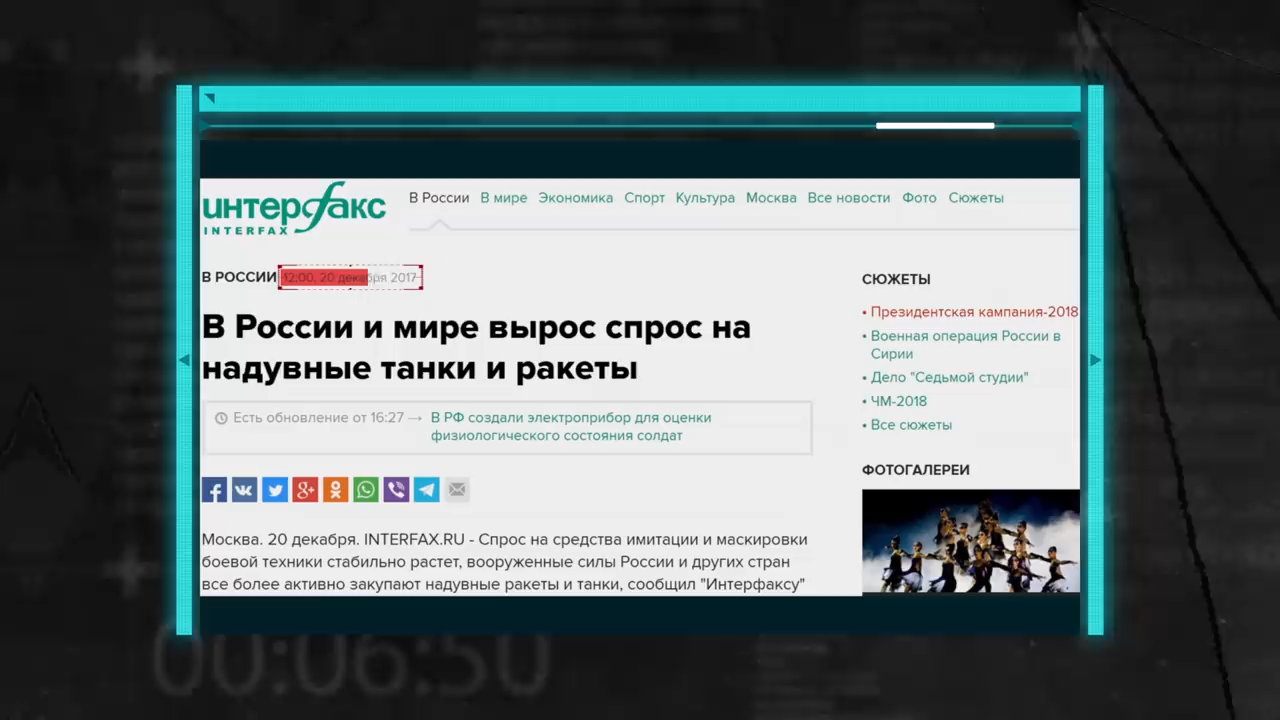 интерфакс
INTERFAX
В России В мире Экономика Спорт Культура Москва Все новости Фото Сюжеты
В РОССИИ 12:00, 20 декабря 2017
В России и мире вырос спрос на
надувные танки и ракеты
Есть обновление от 16:27 → В РФ создали электроприбор для оценки
физиологического состояния солдат
Москва. 20 декабря. INTERFAX.RU - Спрос на средства имитации и маскировки
боевой техники стабильно растет, вооруженные силы России и других стран
все более активно закупают надувные ракеты и танки, сообщил "Интерфаксу"
СЮЖЕТЫ
• Президентская кампания-2018
• Военная операция России в
Сирии
• Дело "Седьмой студии"
• ЧМ-2018
• Все сюжеты
ФОТОГАЛЕРЕИ
00:06:50